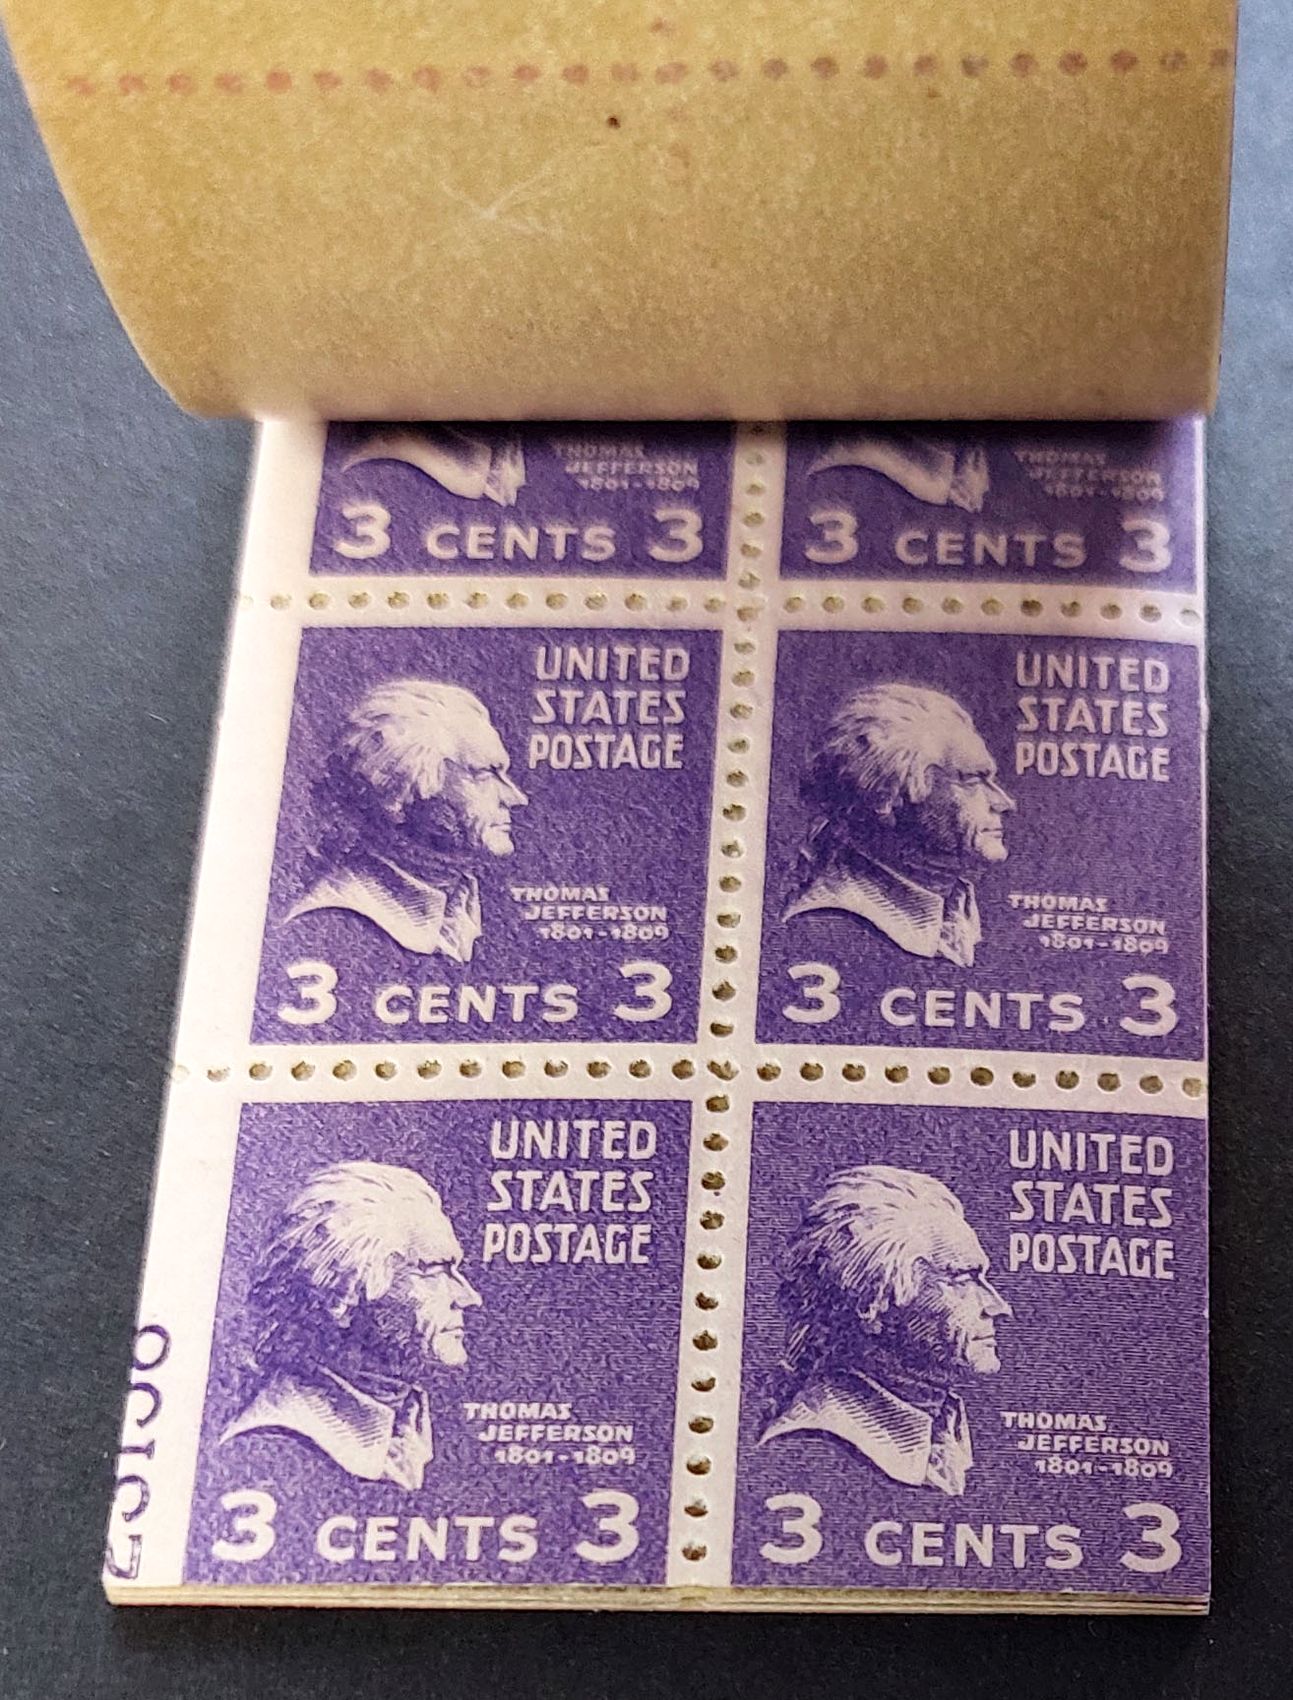 THOMAS
JEFFERSON
1801-1809
3 CENTS 3
THOMAS
JEFFERSON
1801-1809
3 CENTS 3
UNITED
STATES
POSTAGE
THOMAS
JEFFERSON
1801-1809
3 CENTS 3
UNITED
STATES
POSTAGE
THOMAS
JEFFERSON
1801-1809
3 CENTS 3
UNITED
STATES
POSTAGE
THOMAS
JEFFERSON
1801-1809
3 CENTS 3
UNITED
STATES
POSTAGE
THOMAS
JEFFERSON
1801-1809
3 CENTS 3